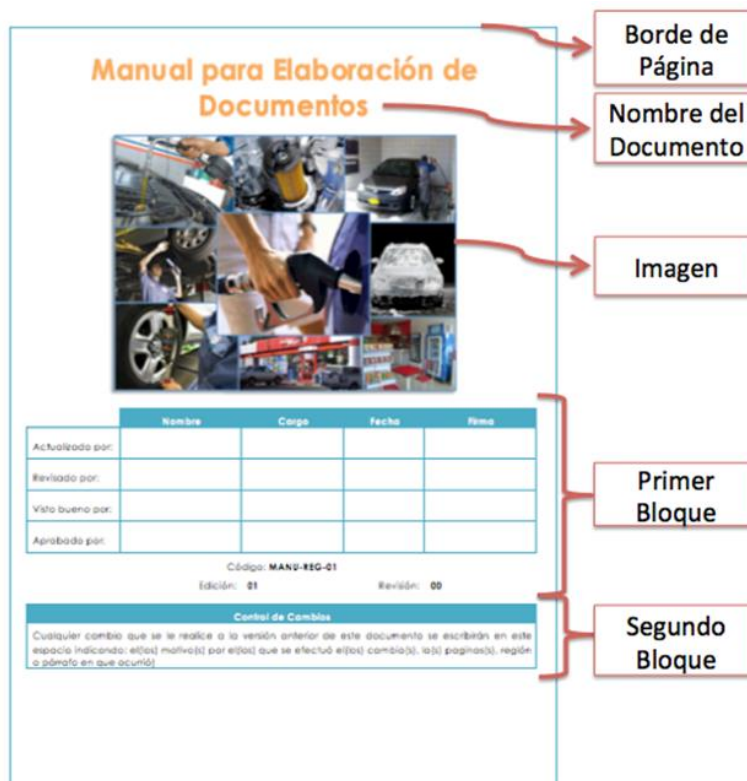 Manual para Elaboración de
Documentos
Nombre
Cargo
Fecha
Firma
Actualizado por:
Revisado por:
Visto bueno por:
Aprobado por:
Código: MANU-REG-01
Edición: 01
Revisión: 00
Control de Cambios
Cualquier cambio que se le realice a la versión anterior de este documento se escribirán en este
espacio indicando: el(los) motivo(s) por el(los) que se efectuó el(los) cambio(s), la(s) paginas(s), región
o párrafo en que ocurrió|
Borde de
Página
Nombre del
Documento
Imagen
Primer
Bloque
Segundo
Bloque